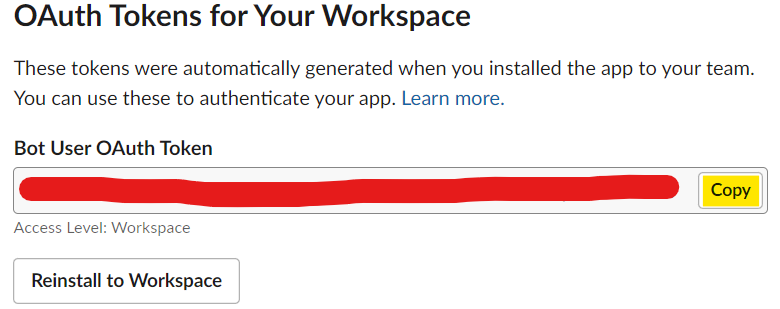 OAuth Tokens for Your Workspace
These tokens were automatically generated when you installed the app to your team.
You can use these to authenticate your app. Learn more.
Bot User OAuth Token
Copy
Access Level: Workspace
Reinstall to Workspace